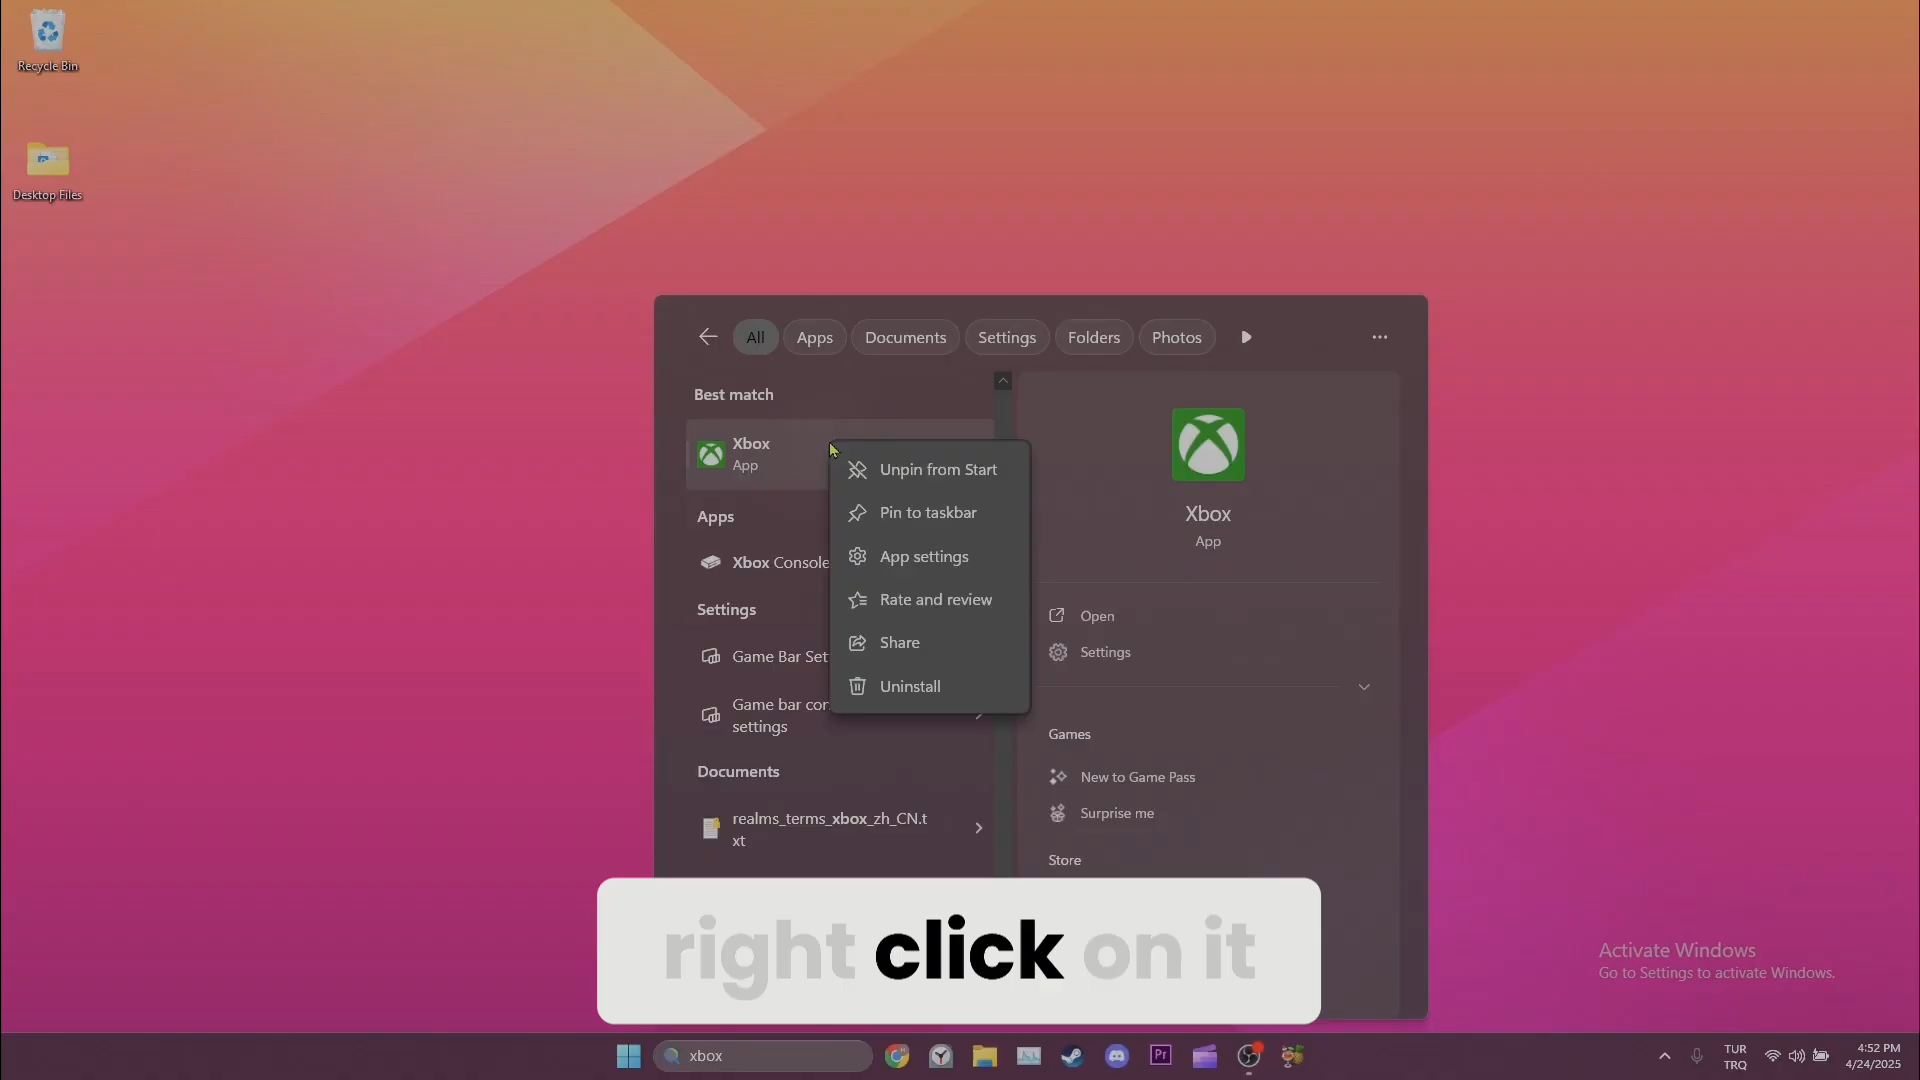 Recycle Bin
Desktop Files
All
Apps
Documents
Settings
Folders
Photos
Best match
Xbox
App
Apps
Xbox Console
Settings
Game Bar Set
Game bar con
settings
Documents
realms_terms_xbox_zh_CN.t
xt
Unpin from Start
Pin to taskbar
App settings
Rate and review
Share
Uninstall
Xbox
App
Open
Settings
Games
New to Game Pass
Surprise me
Store
right click on it
Activate Windows
Go to Settings to activate Windows.
xbox
Pr
TUR
TRQ
4:52 PM
4/24/2025